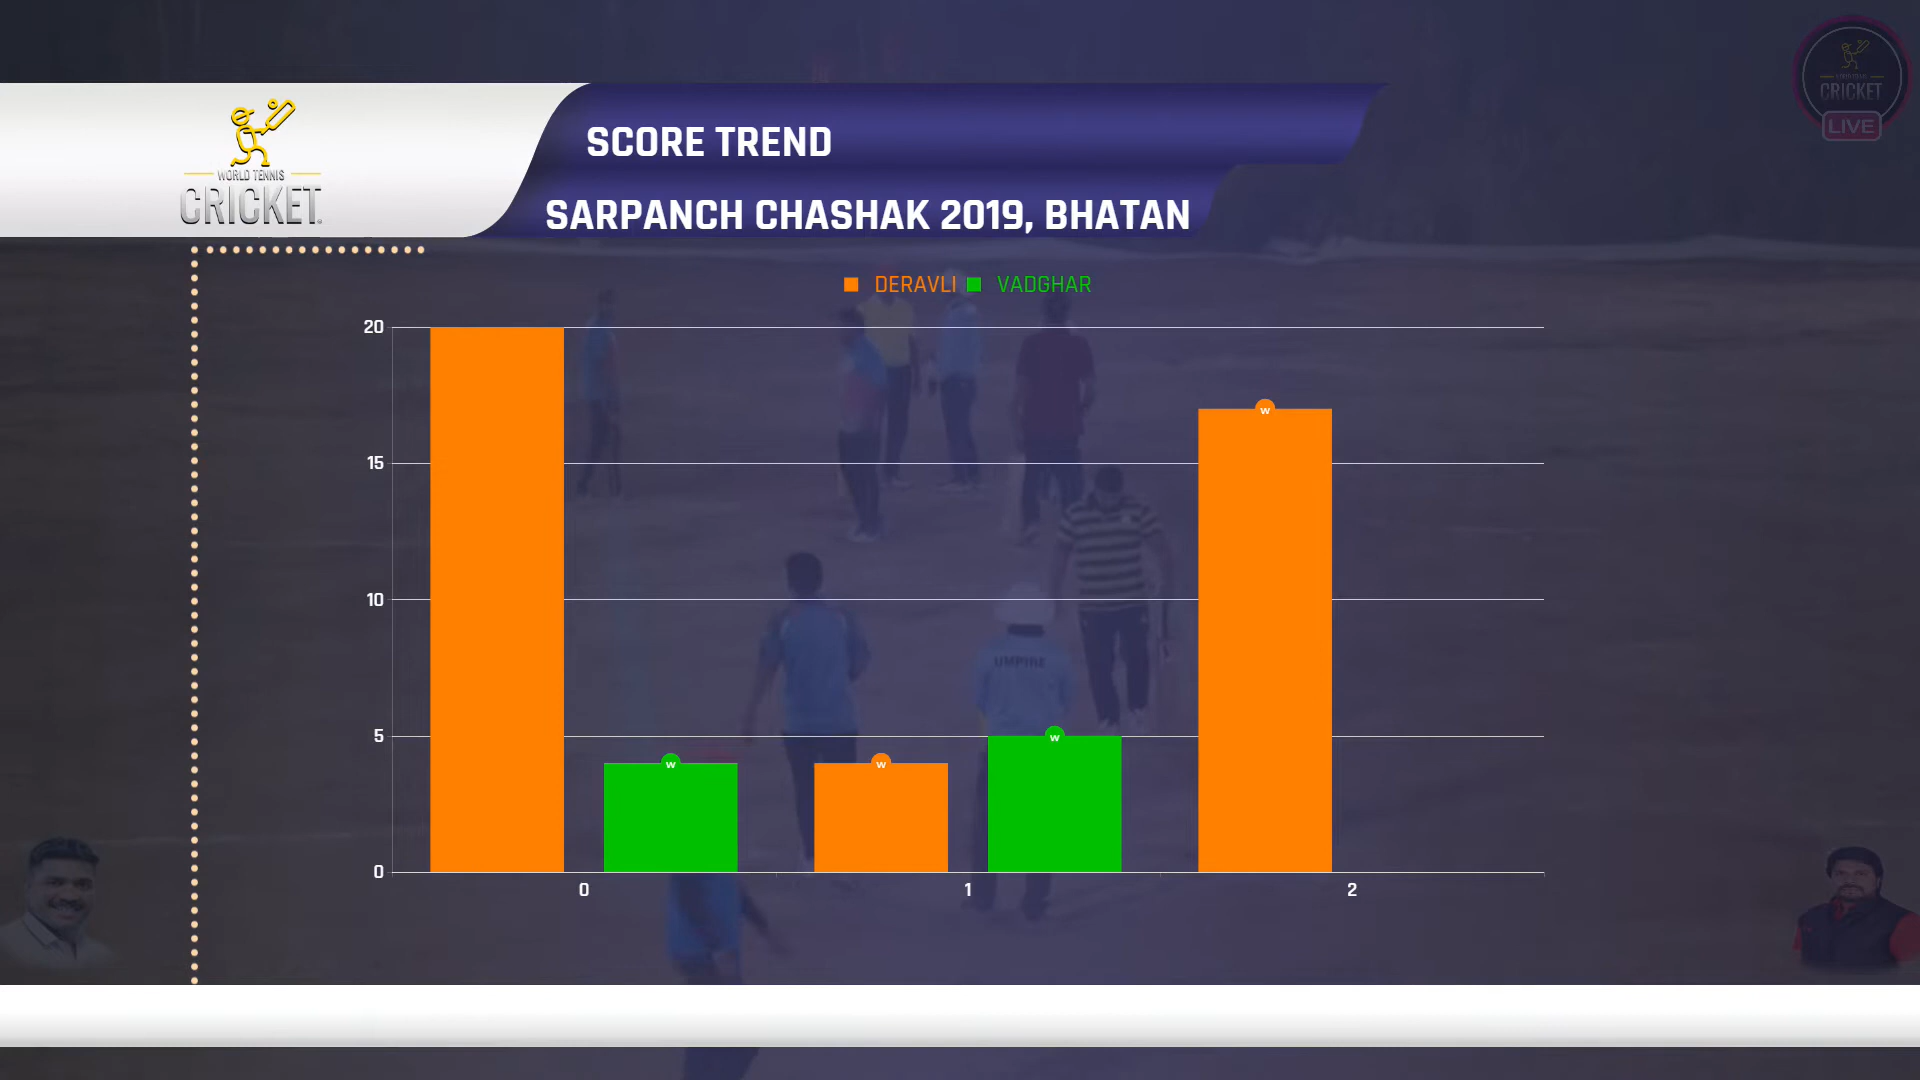 SCORE TREND
SARPANCH CHASHAK 2019, BHATAN
WORLD TENNIS
CRICKET
CRICKET
LIVE
DERAVLI VADGHAR
20
15
10
5
0
W
W
W
W
UMPIRE
0 1 2